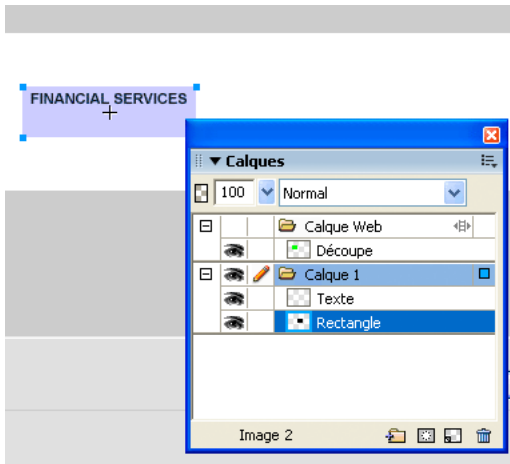 FINANCIAL SERVICES
Calques
100 Normal
Calque Web
Découpe
Calque 1
Texte
Rectangle
Image 2